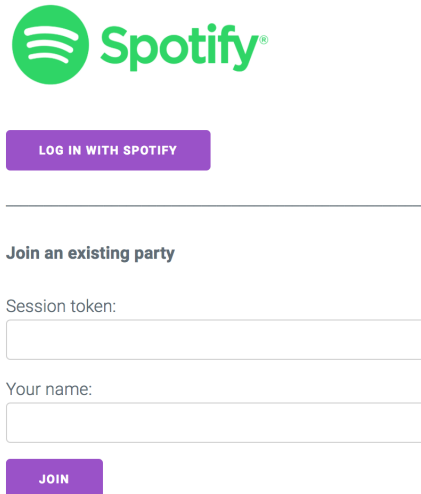 Spotify®
LOG IN WITH SPOTIFY
Join an existing party
Session token:
Your name:
JOIN